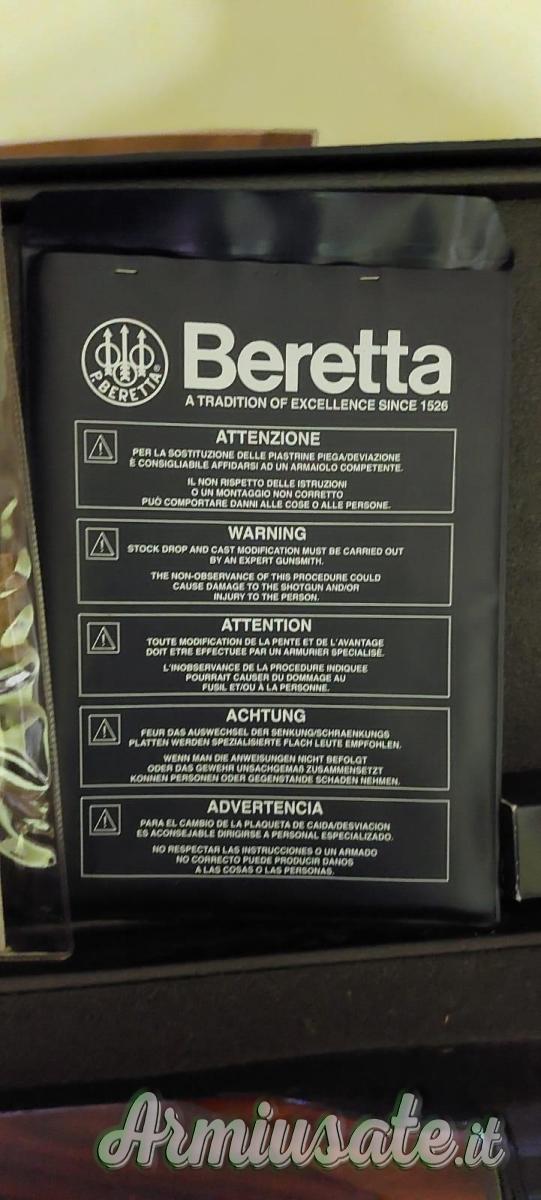 P. BERETTA®
Beretta
A TRADITION OF EXCELLENCE SINCE 1526
ATTENZIONE
PER LA SOSTITUZIONE DELLE PIASTRINE PIEGA/DEVIAZIONE
È CONSIGLIABILE AFFIDARSI AD UN ARMAIOLO COMPETENTE.
IL NON RISPETTO DELLE ISTRUZIONI
O UN MONTAGGIO NON CORRETTO
PUÒ COMPORTARE DANNI ALLE COSE O ALLE PERSONE.
WARNING
STOCK DROP AND CAST MODIFICATION MUST BE CARRIED OUT
BY AN EXPERT GUNSMITH.
THE NON-OBSERVANCE OF THIS PROCEDURE COULD
CAUSE DAMAGE TO THE SHOTGUN AND/OR
INJURY TO THE PERSON.
ATTENTION
TOUTE MODIFICATION DE LA PENTE ET DE L'AVANTAGE
DOIT ETRE EFFECTUEE PAR UN ARMURIER SPECIALISÉ.
L'INOBSERVANCE DE LA PROCEDURE INDIQUEE
POURRAIT CAUSER DU DOMMAGE AU
FUSIL ET/OU À LA PERSONNE.
ACHTUNG
FEUR DAS AUSWECHSEL DER SENKUNG/SCHRAENKUNGS
PLATTEN WERDEN SPEZIALISIERTE FLACH LEUTE EMPFOHLEN.
WENN MAN DIE ANWEISUNGEN NICHT BEFOLGT
ODER DAS GEWEHR UNSACHGEMAß ZUSAMMENSETZT
KONNEN PERSONEN ODER GEGENSTANDE SCHADEN NEHMEN.
ADVERTENCIA
PARA EL CAMBIO DE LA PLAQUETA DE CAIDA/DESVIACION
ES ACONSEJABLE DIRIGIRSE A PERSONAL ESPECIALIZADO.
NO RESPECTAR LAS INSTRUCCIONES O UN ARMADO
NO CORRECTO PUEDE PRODUCIR DANOS
A LAS COSAS O LAS PERSONAS.
Armiusate.it